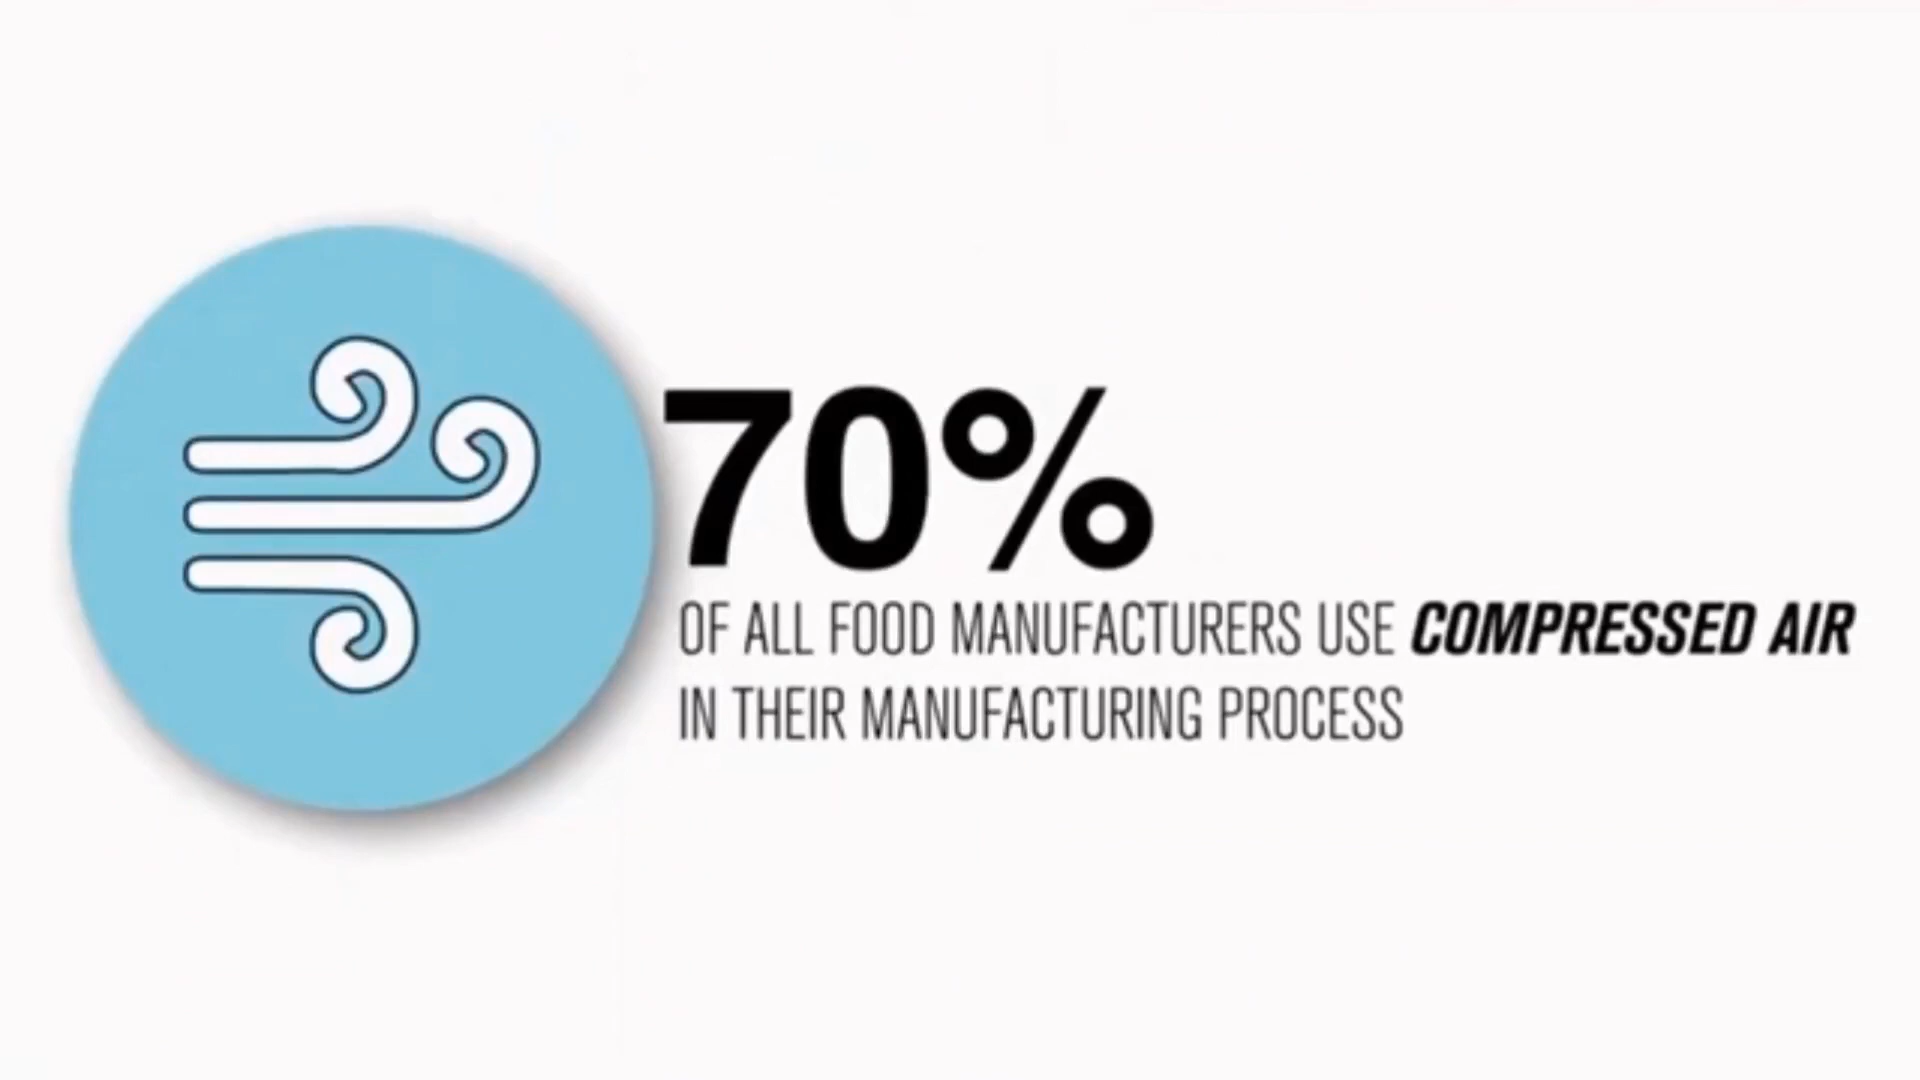 70%
OF ALL FOOD MANUFACTURERS USE COMPRESSED AIR
IN THEIR MANUFACTURING PROCESS